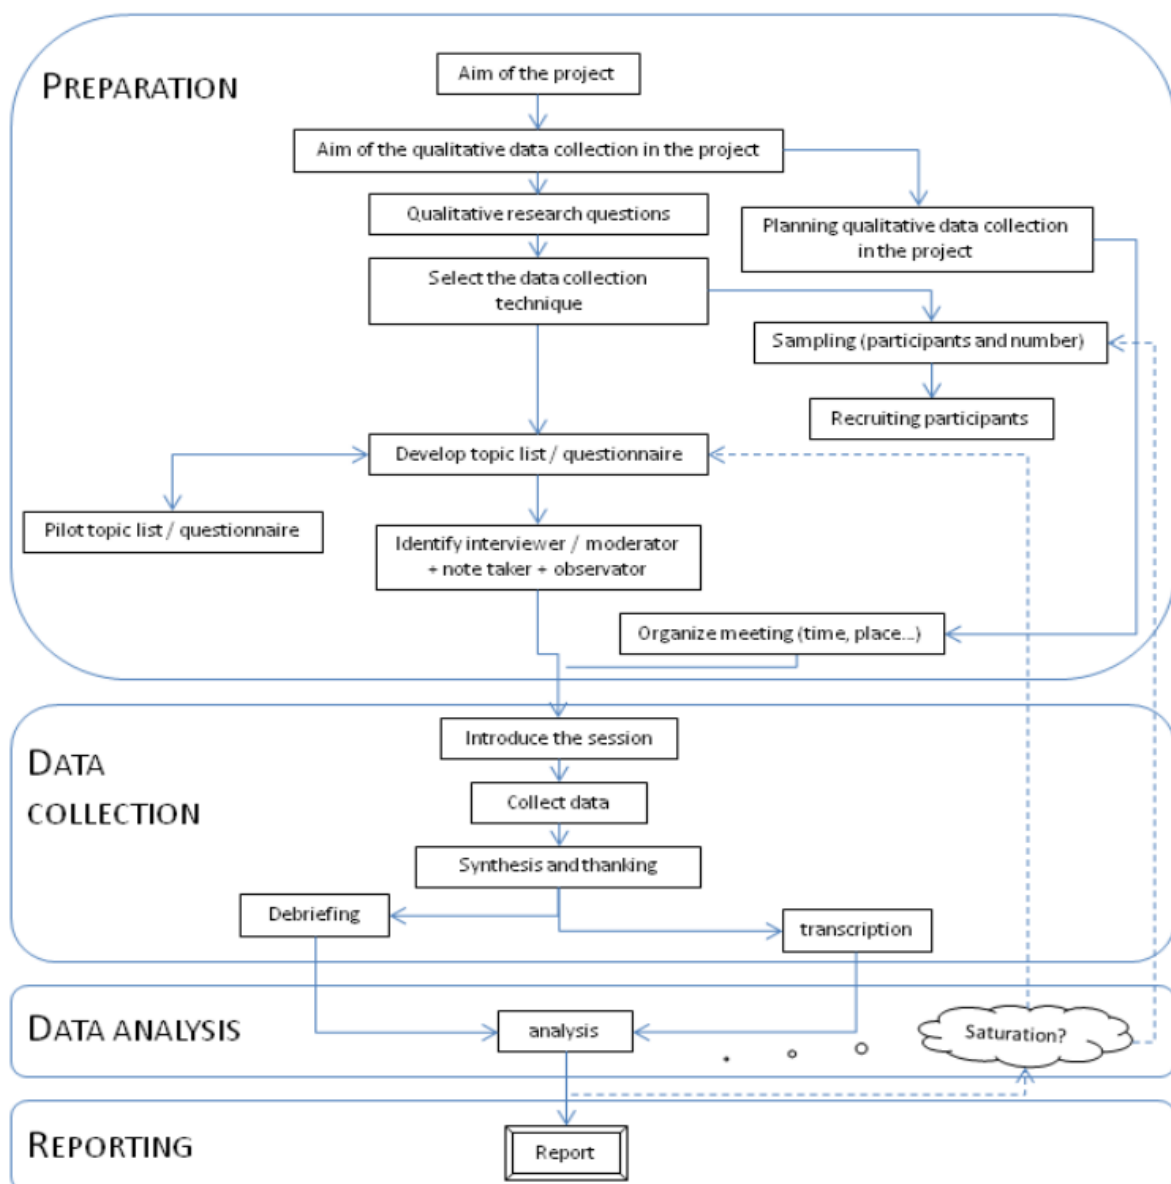 PREPARATION
Aim of the project
Aim of the qualitative data collection in the project
Qualitative research questions
Planning qualitative data collection
in the project
Select the data collection
technique
Sampling (participants and number)
Recruiting participants
Develop topic list / questionnaire
Pilot topic list / questionnaire
Identify interviewer / moderator
+ note taker + observator
Organize meeting (time, place...)
DATA
COLLECTION
Introduce the session
Collect data
Synthesis and thanking
Debriefing
transcription
DATA ANALYSIS
analysis
Saturation?
REPORTING
Report